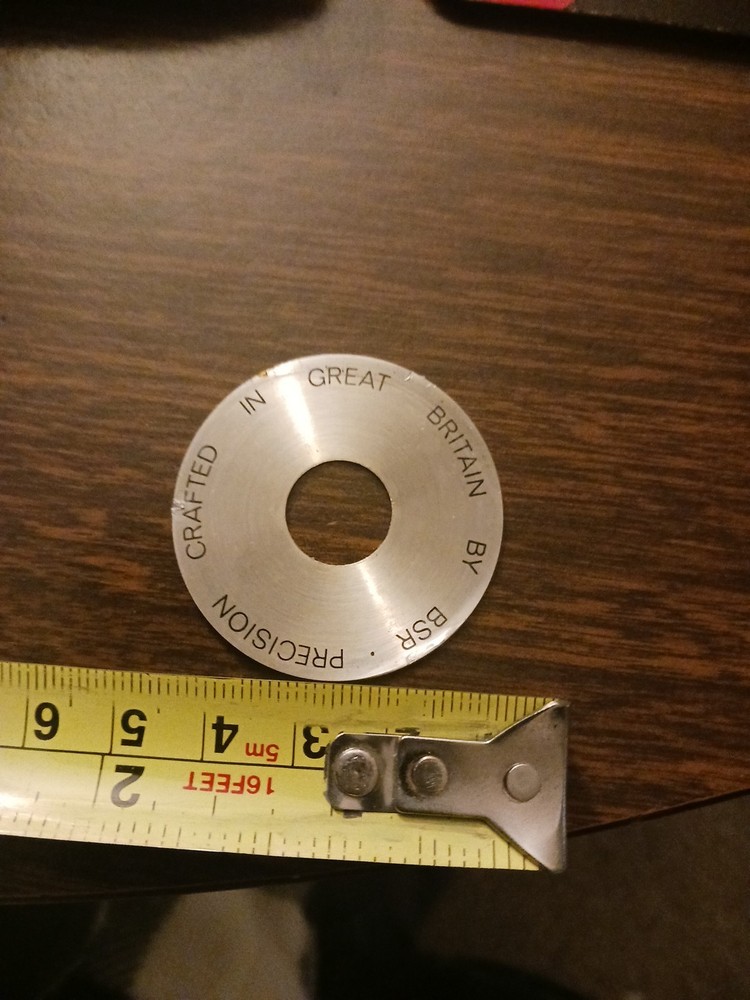 PRECISION CRAFTED IN GREAT BRITAIN BY BSR ·
6 5 4 3
5m
2
16FEET